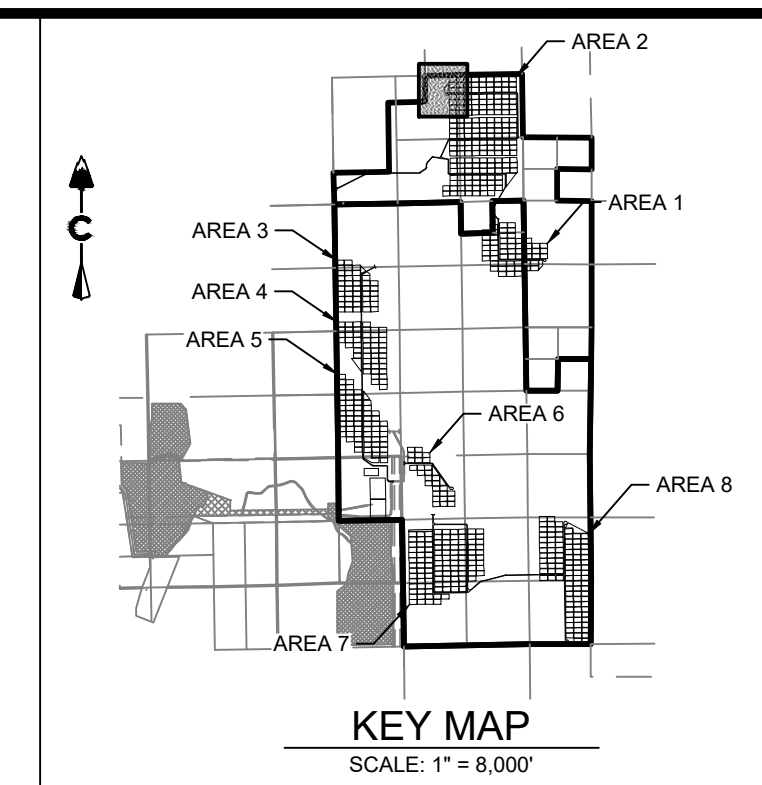 AREA 2
AREA 1
AREA 3
AREA 4
AREA 5
AREA 6
AREA 8
AREA 7
C
KEY MAP
SCALE: 1" = 8,000'